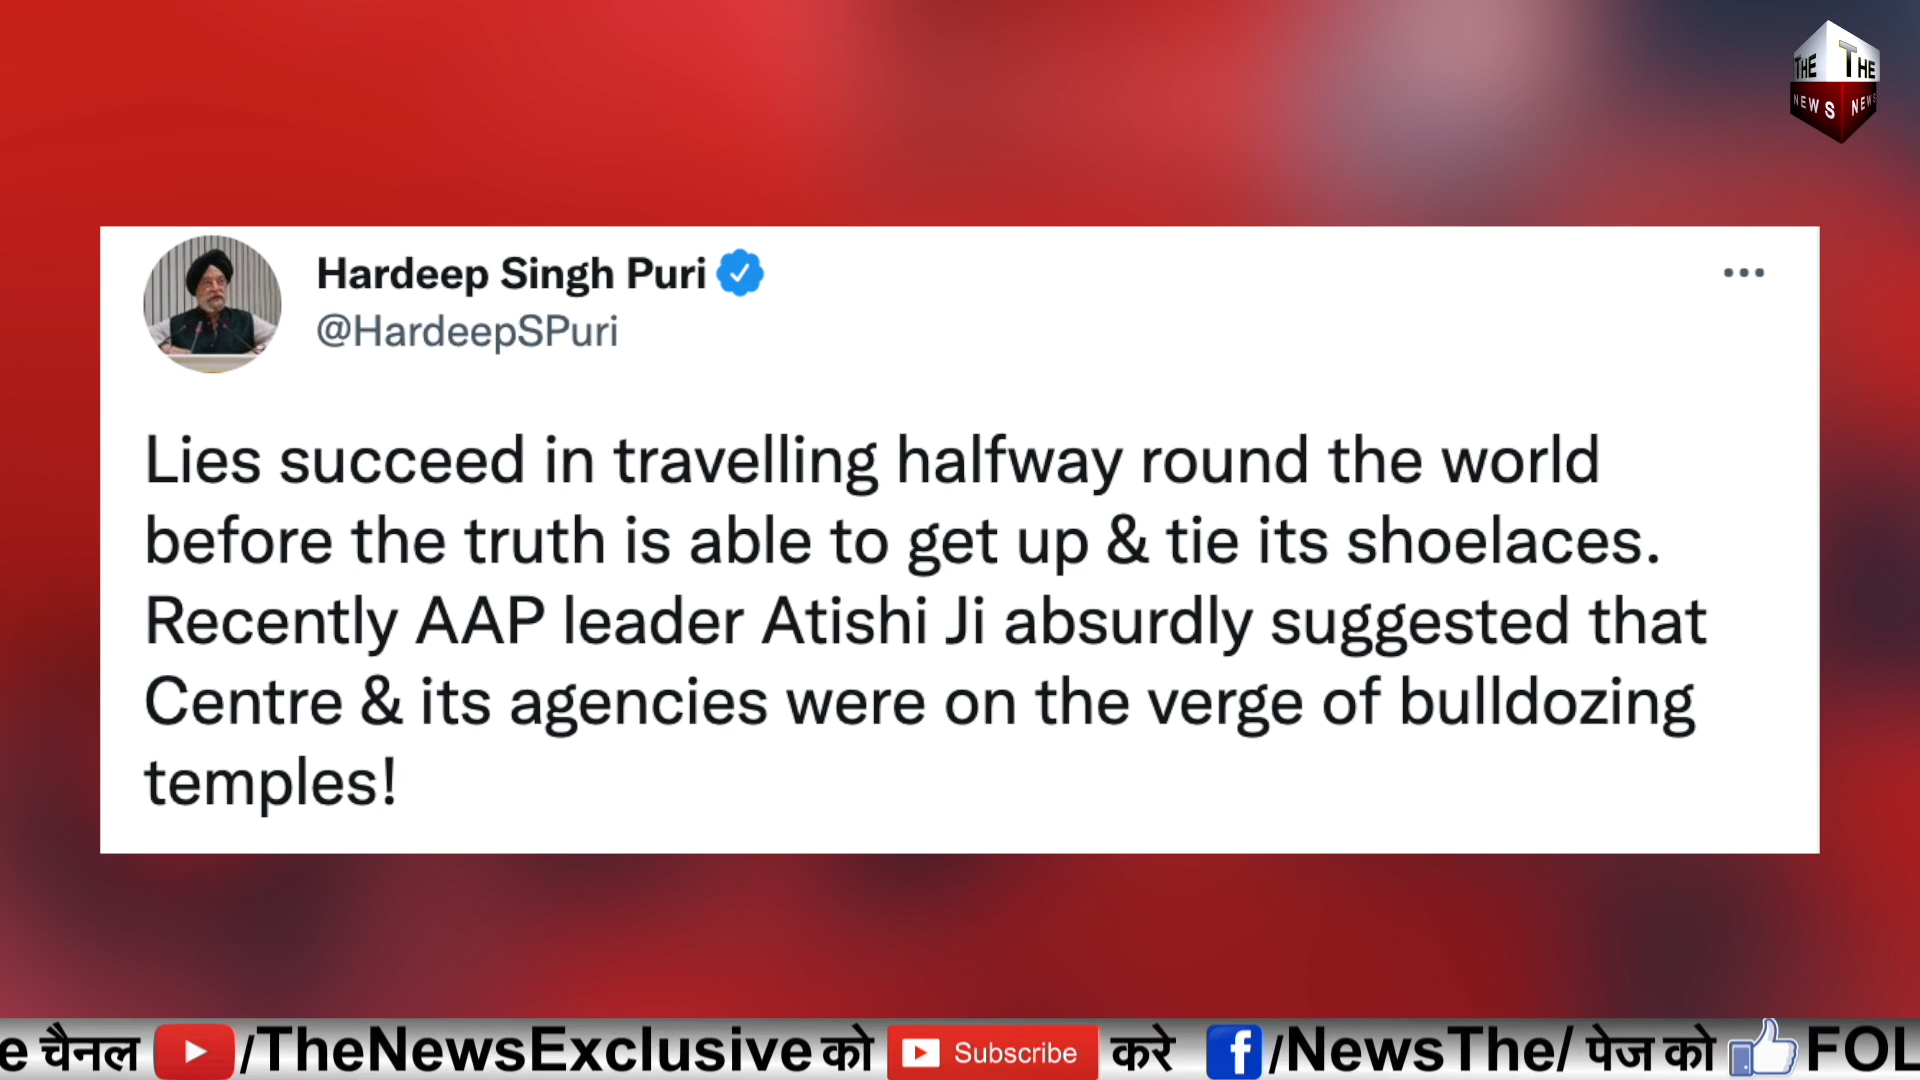 THE THE
NEWS NEWS
Hardeep Singh Puri
@HardeepSPuri
Lies succeed in travelling halfway round the world
before the truth is able to get up & tie its shoelaces.
Recently AAP leader Atishi Ji absurdly suggested that
Centre & its agencies were on the verge of bulldozing
temples!
e चैनल /TheNewsExclusive को Subscribe करे f /NewsThe/ पेज को FOL